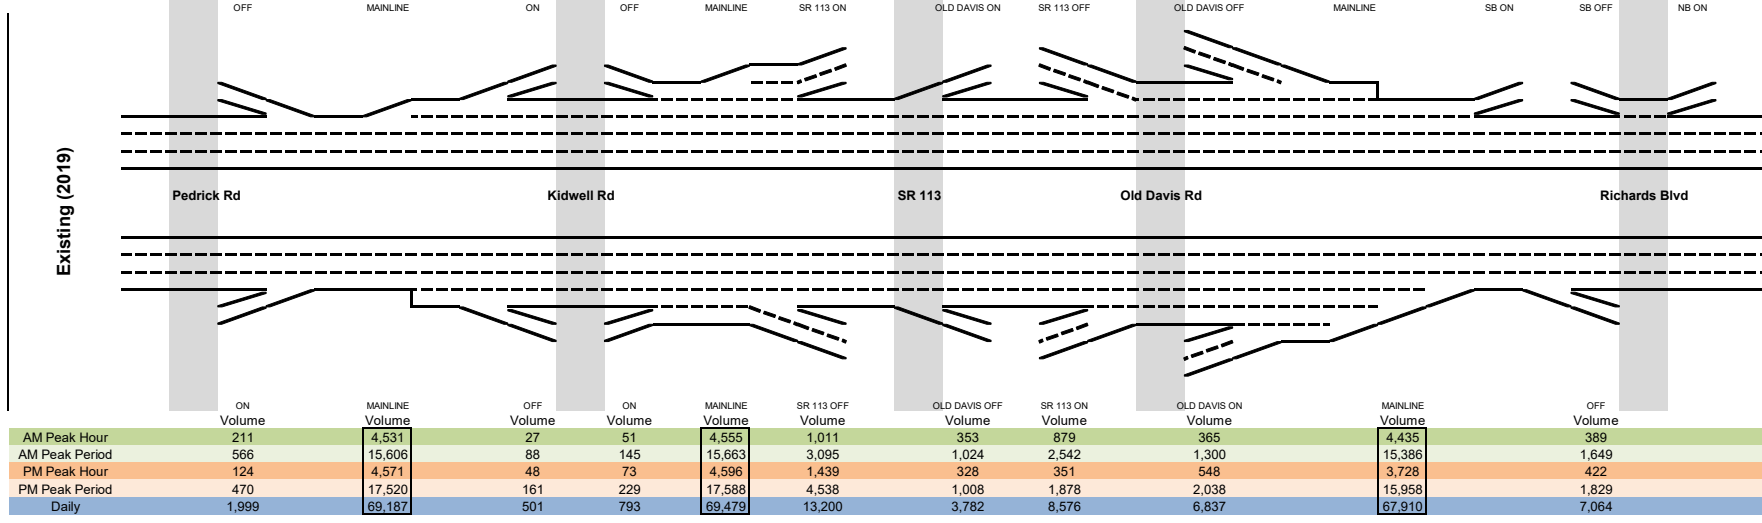 OFF MAINLINE ON OFF MAINLINE SR 113 ON OLD DAVIS ON SR 113 OFF OLD DAVIS OFF MAINLINE SB ON SB OFF NB ON
Existing (2019)
Pedrick Rd Kidwell Rd SR 113 Old Davis Rd Richards Blvd
ON MAINLINE OFF ON MAINLINE SR 113 OFF OLD DAVIS OFF SR 113 ON OLD DAVIS ON MAINLINE OFF
Volume Volume Volume Volume Volume Volume Volume Volume Volume Volume Volume
AM Peak Hour 211 4,531 27 51 4,555 1,011 353 879 365 4,435 389
AM Peak Period 566 15,606 88 145 15,663 3,095 1,024 2,542 1,300 15,386 1,649
PM Peak Hour 124 4,571 48 73 4,596 1,439 328 351 548 3,728 422
PM Peak Period 470 17,520 161 229 17,588 4,538 1,008 1,878 2,038 15,958 1,829
Daily 1,999 69,187 501 793 69,479 13,200 3,782 8,576 6,837 67,910 7,064